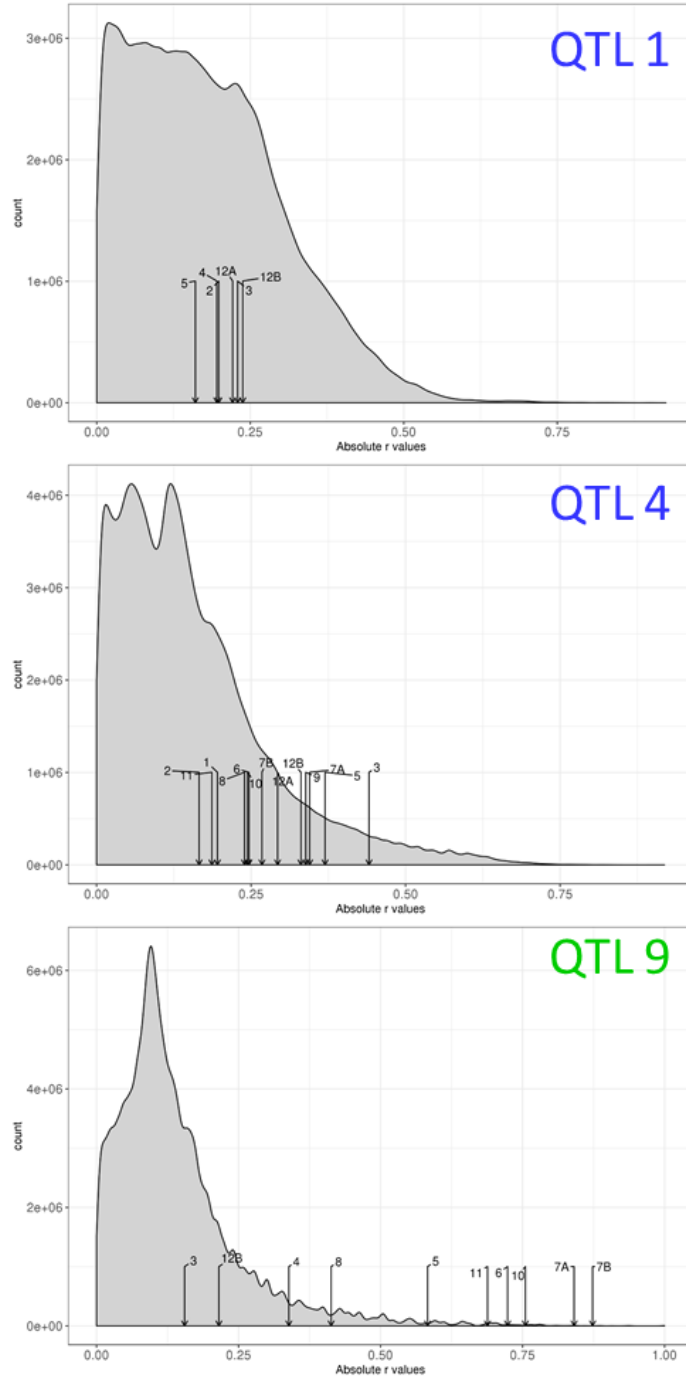 QTL 1
3e+06
2e+06
count
1e+06
0e+00
4 12A 12B
5 2 3
0.00 0.25 0.50 0.75
Absolute r values
QTL 4
4e+06
3e+06
count
2e+06
1e+06
0e+00
2 11 1 8 6 10 7B 12A 12B 9 7A 5 3
0.00 0.25 0.50 0.75
Absolute r values
QTL 9
6e+06
4e+06
count
2e+06
0e+00
3 12B 4 8 5 11 6 10 7A 7B
0.00 0.25 0.50 0.75 1.00
Absolute r values